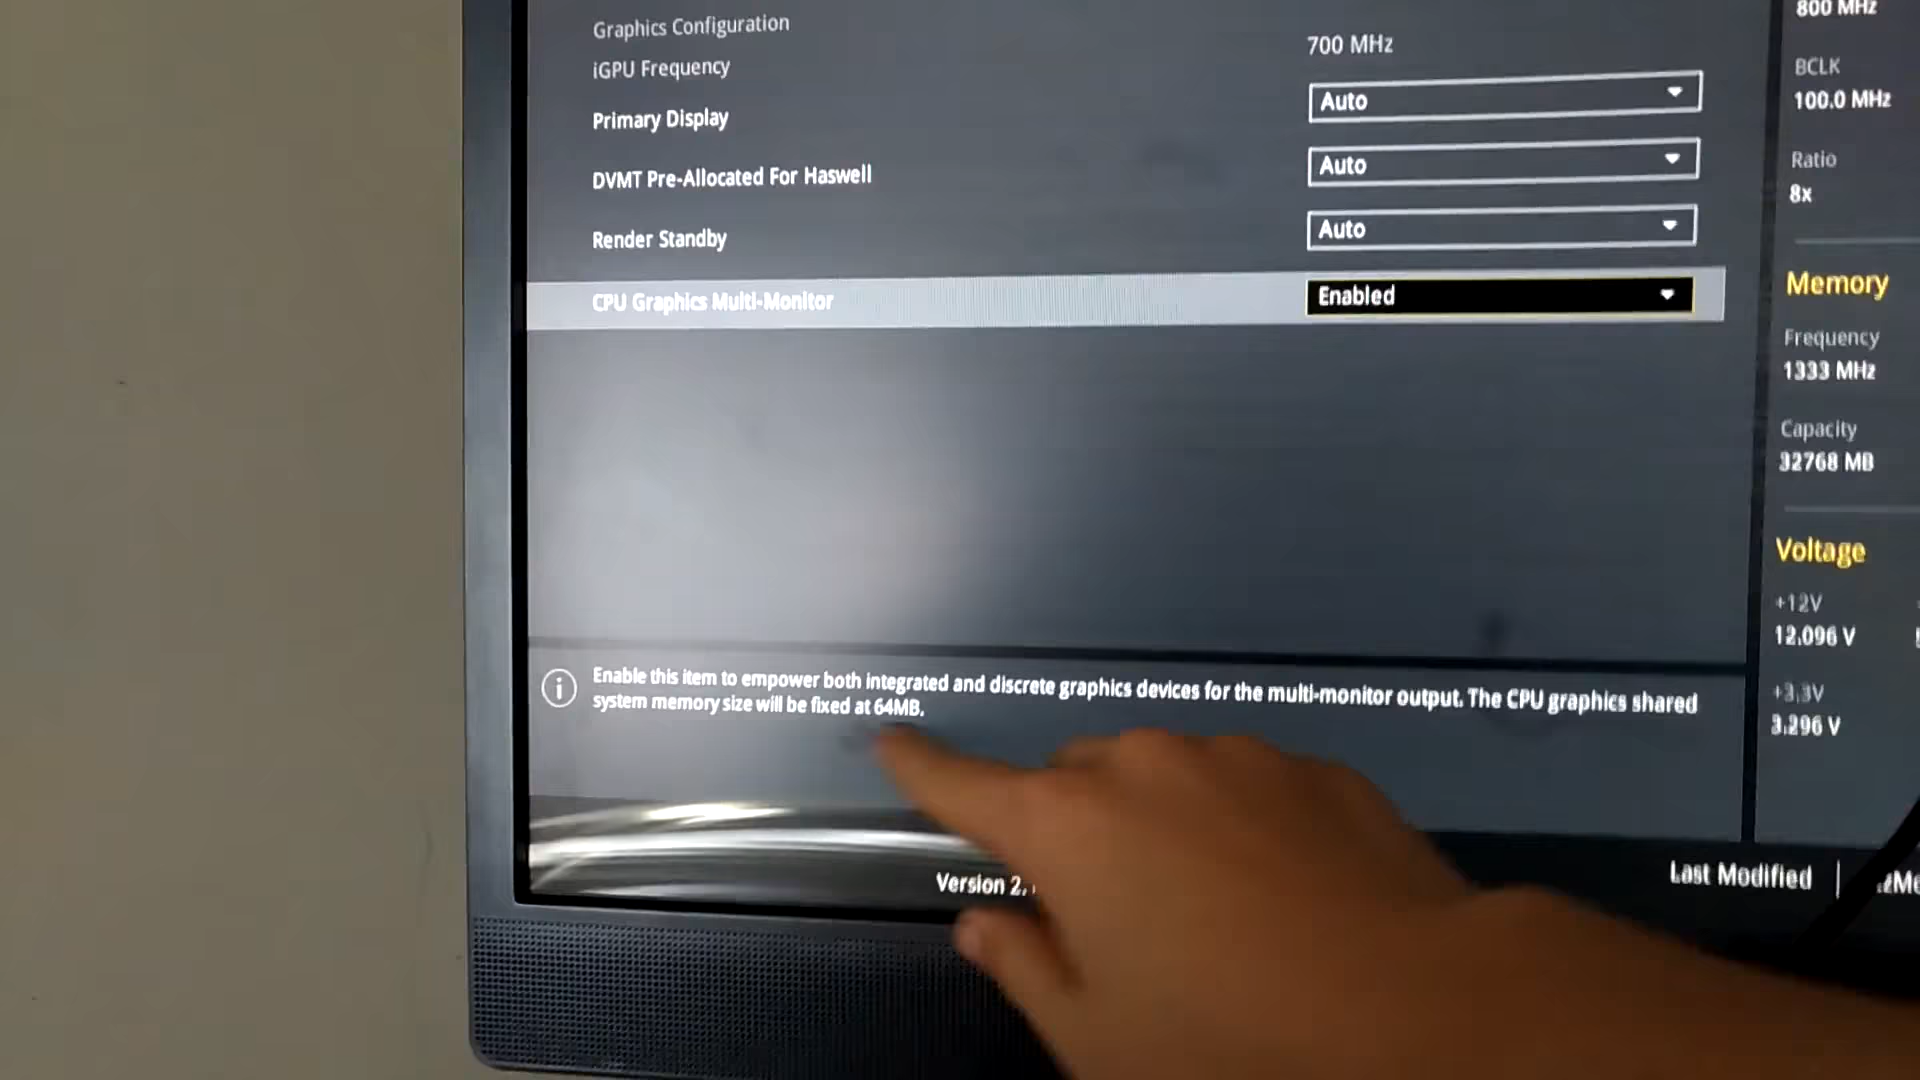 Graphics Configuration
iGPU Frequency
700 MHz
Primary Display
Auto
DVMT Pre-Allocated For Haswell
Auto
Render Standby
Auto
CPU Graphics Multi-Monitor
Enabled
Enable this item to empower both integrated and discrete graphics devices for the multi-monitor output. The CPU graphics shared
system memory size will be fixed at 64MB.
Version 2.
Last Modified
800 MHz
BCLK
100.0 MHz
Ratio
8x
Memory
Frequency
1333 MHz
Capacity
32768 MB
Voltage
+12V
12.096 V
+3.3V
3.296 V